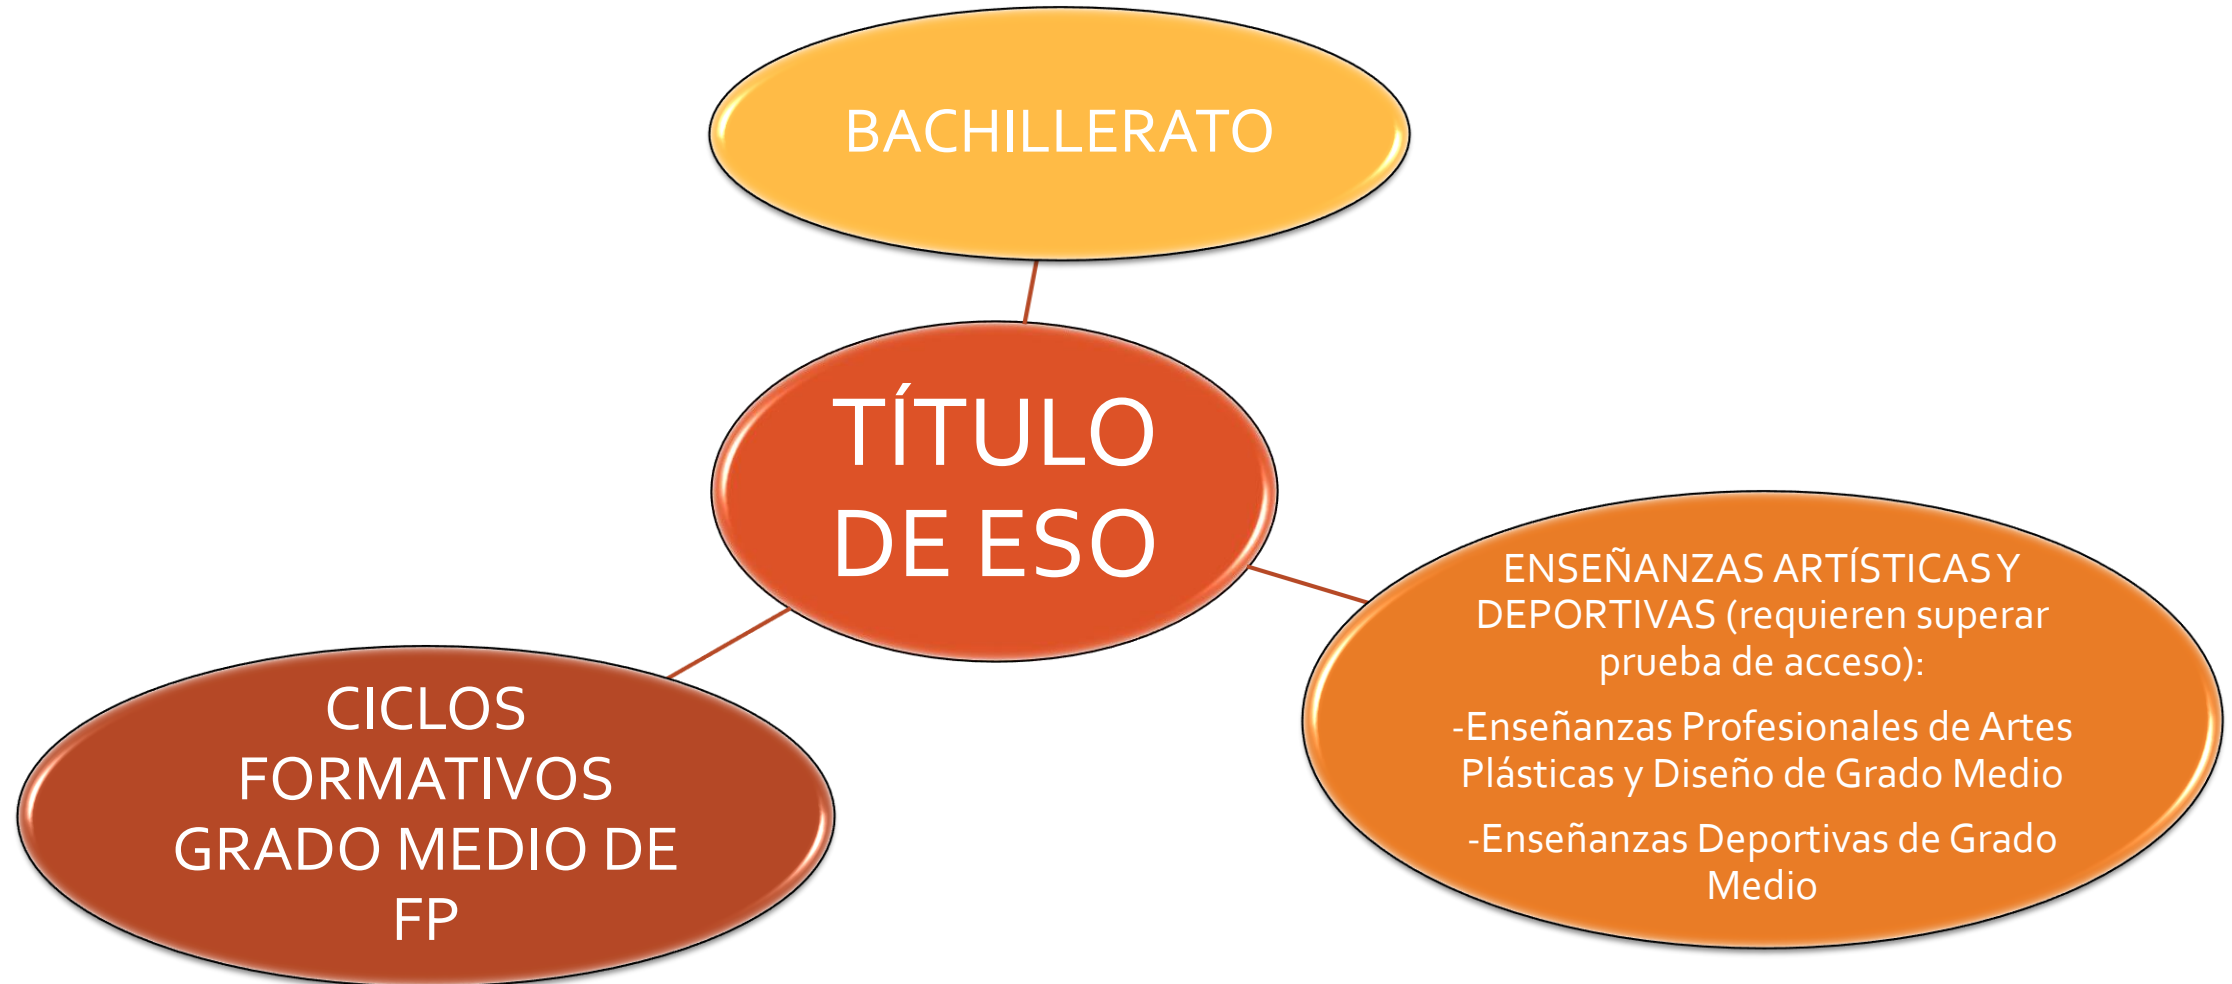 BACHILLERATO
TÍTULO
DE ESO
ENSEÑANZAS ARTÍSTICAS Y
DEPORTIVAS (requieren superar
prueba de acceso):
-Enseñanzas Profesionales de Artes
Plásticas y Diseño de Grado Medio
-Enseñanzas Deportivas de Grado
Medio
CICLOS
FORMATIVOS
GRADO MEDIO DE
FP